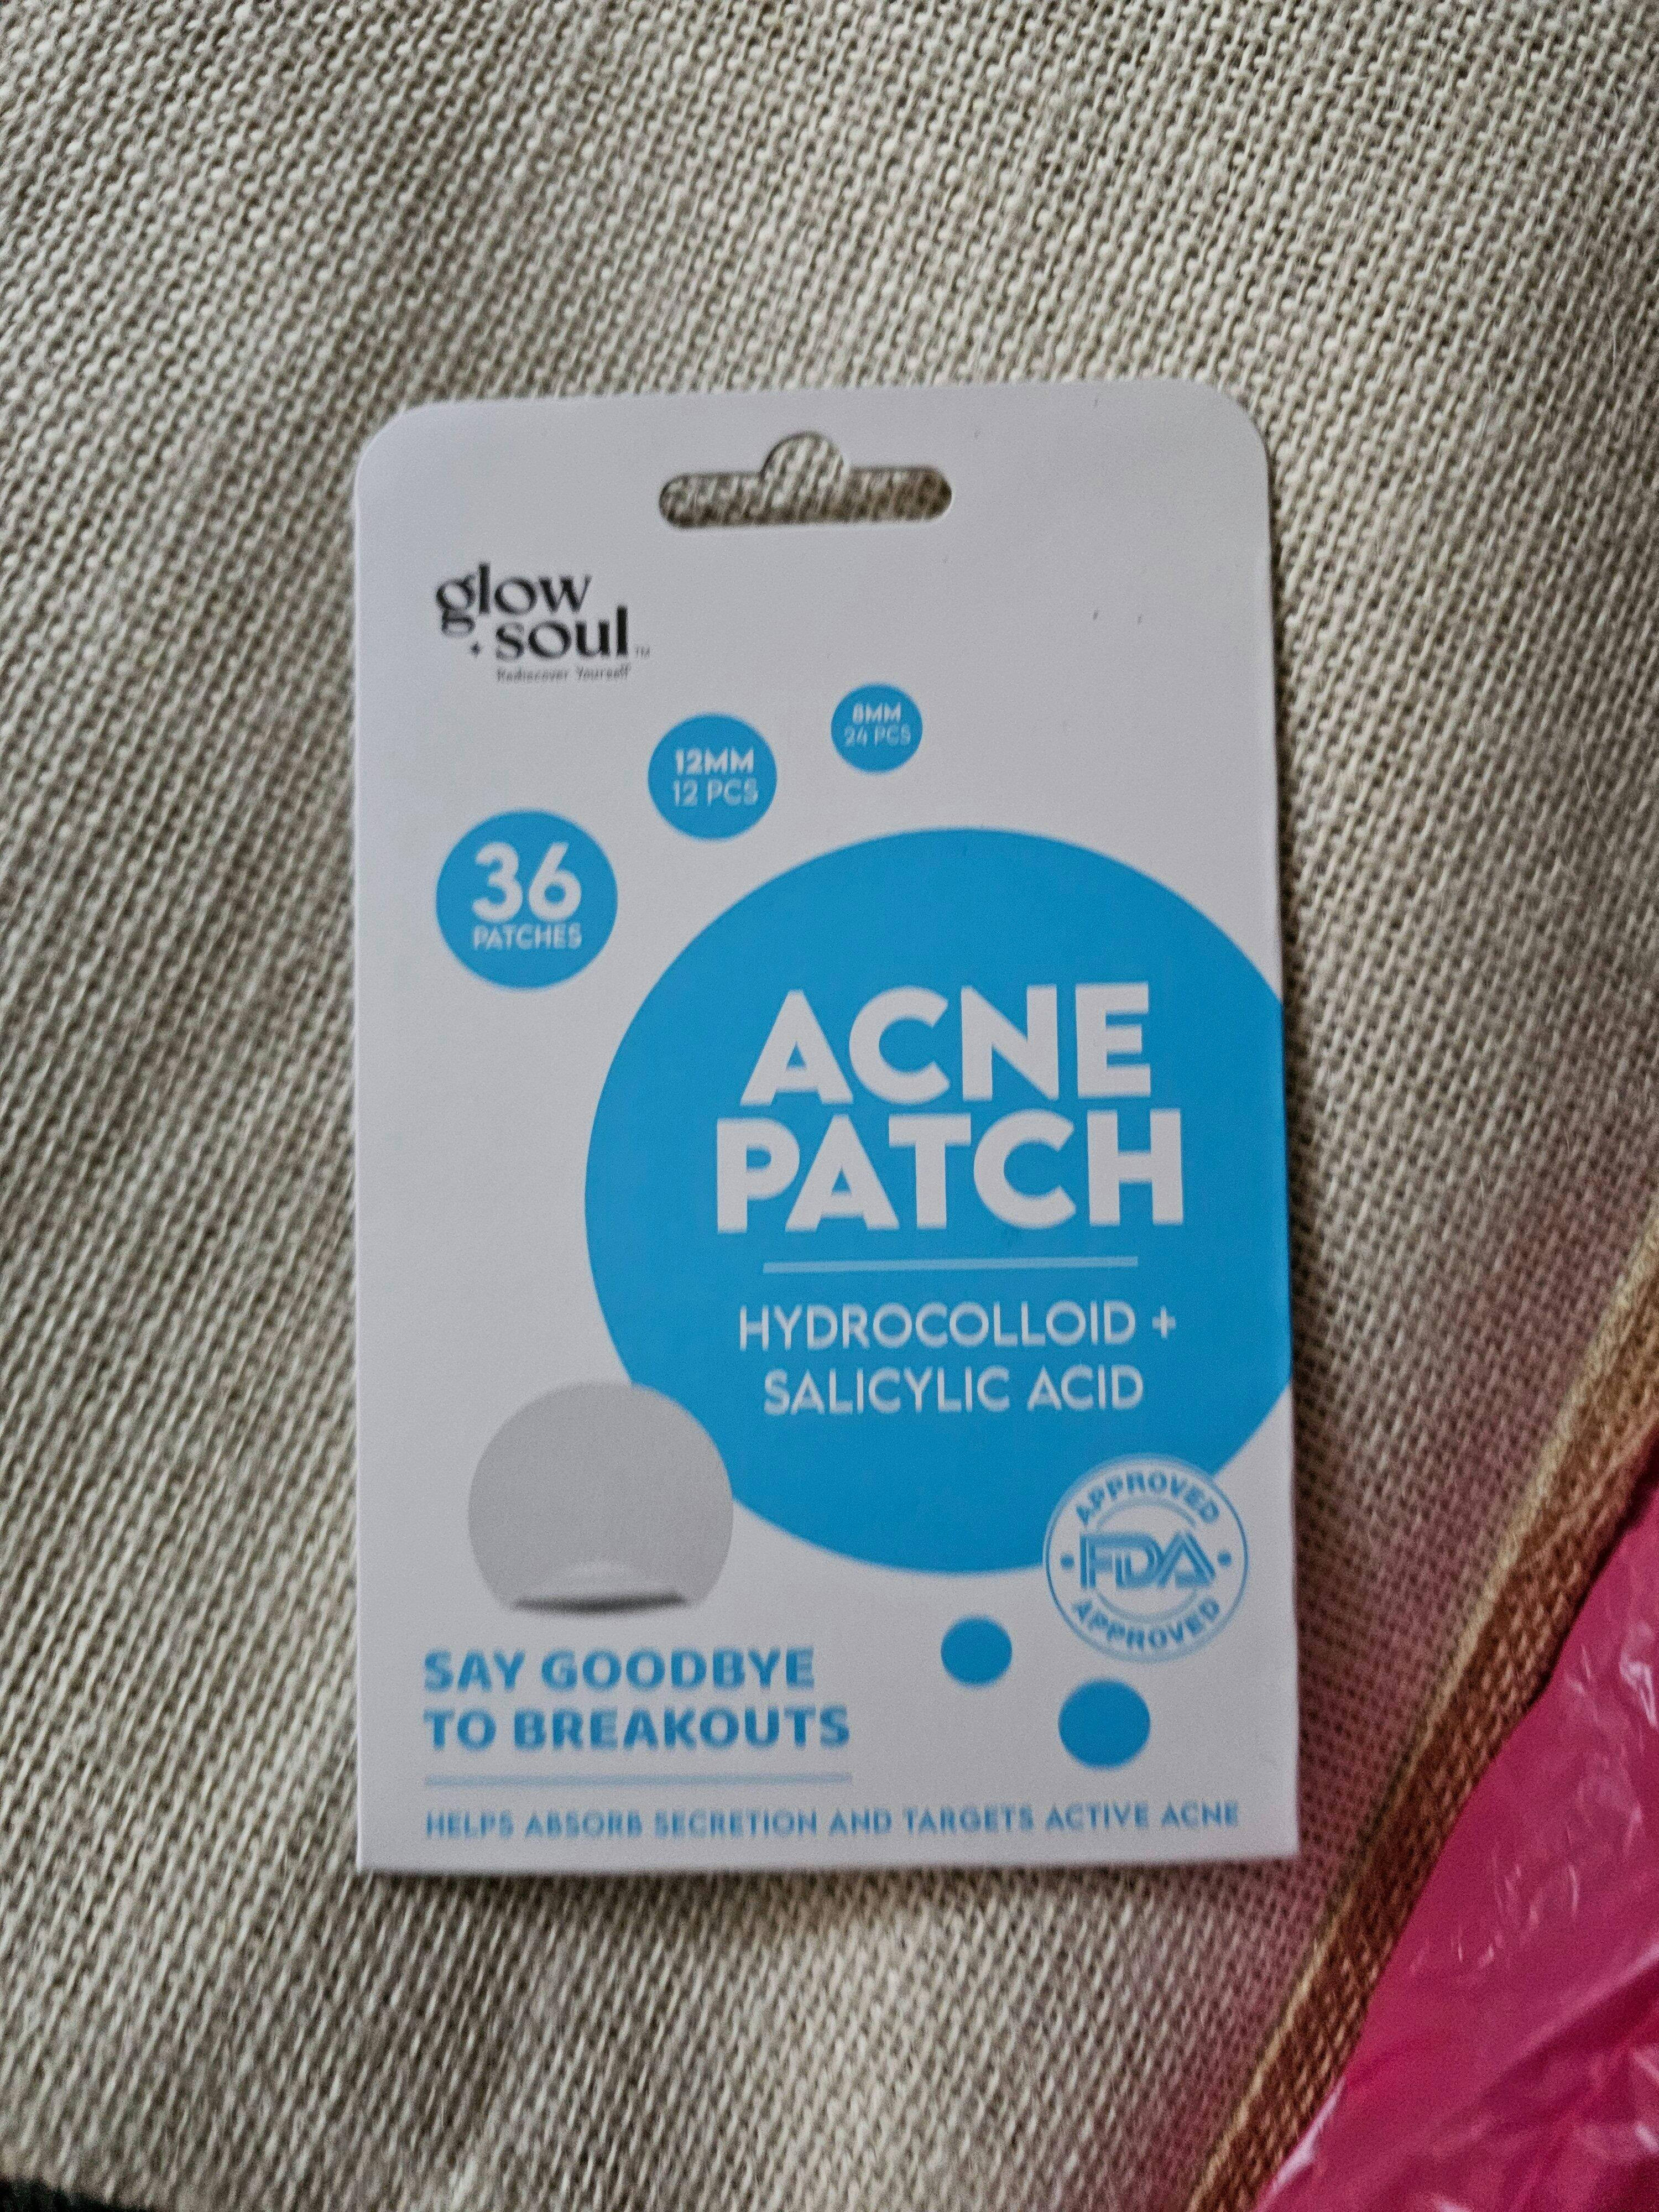 glow
soul™
Rediscover Yourself
8MM
24 PCS
12MM
12 PCS
36
PATCHES
ACNE
PATCH
HYDROCOLLOID +
SALICYLIC ACID
APPROVED
FDA
APPROVED
SAY GOODBYE
TO BREAKOUTS
HELPS ABSORB SECRETION AND TARGETS ACTIVE ACNE